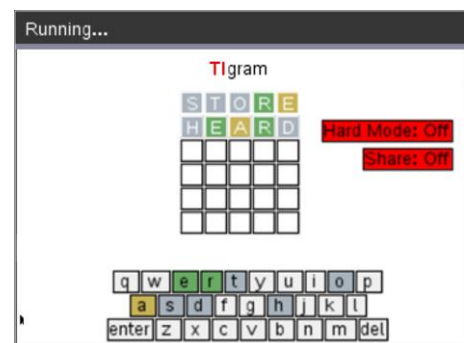 Running...
TIgram
STORE
HEARD
Hard Mode: Off
Share: Off
q w e r t y u i o p
a s d f g h j k l
enter z x c v b n m del